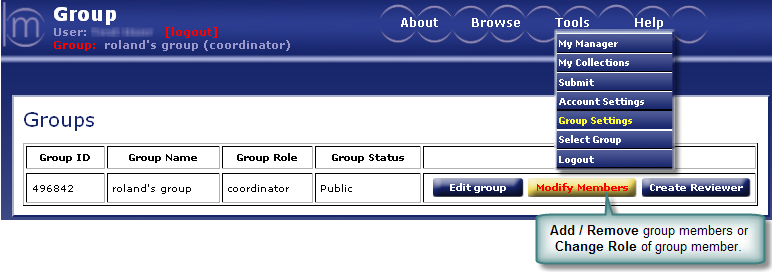 m
Group
User: [logout]
Group: roland's group (coordinator)
About Browse Tools Help
My Manager
My Collections
Submit
Account Settings
Group Settings
Select Group
Logout
Groups
Group ID Group Name Group Role Group Status
496842 roland's group coordinator Public Edit group Modify Members Create Reviewer
Add / Remove group members or
Change Role of group member.